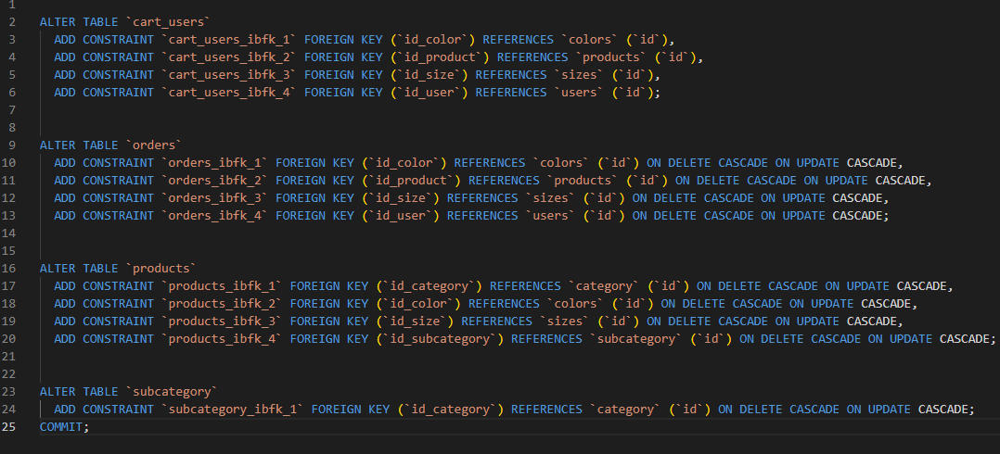 1
2 ALTER TABLE `cart_users`
3 ADD CONSTRAINT `cart_users_ibfk_1` FOREIGN KEY (`id_color`) REFERENCES `colors` (`id`),
4 ADD CONSTRAINT `cart_users_ibfk_2` FOREIGN KEY (`id_product`) REFERENCES `products` (`id`),
5 ADD CONSTRAINT `cart_users_ibfk_3` FOREIGN KEY (`id_size`) REFERENCES `sizes` (`id`),
6 ADD CONSTRAINT `cart_users_ibfk_4` FOREIGN KEY (`id_user`) REFERENCES `users` (`id`);
7
8
9 ALTER TABLE `orders`
10 ADD CONSTRAINT `orders_ibfk_1` FOREIGN KEY (`id_color`) REFERENCES `colors` (`id`) ON DELETE CASCADE ON UPDATE CASCADE,
11 ADD CONSTRAINT `orders_ibfk_2` FOREIGN KEY (`id_product`) REFERENCES `products` (`id`) ON DELETE CASCADE ON UPDATE CASCADE,
12 ADD CONSTRAINT `orders_ibfk_3` FOREIGN KEY (`id_size`) REFERENCES `sizes` (`id`) ON DELETE CASCADE ON UPDATE CASCADE,
13 ADD CONSTRAINT `orders_ibfk_4` FOREIGN KEY (`id_user`) REFERENCES `users` (`id`) ON DELETE CASCADE ON UPDATE CASCADE;
14
15
16 ALTER TABLE `products`
17 ADD CONSTRAINT `products_ibfk_1` FOREIGN KEY (`id_category`) REFERENCES `category` (`id`) ON DELETE CASCADE ON UPDATE CASCADE,
18 ADD CONSTRAINT `products_ibfk_2` FOREIGN KEY (`id_color`) REFERENCES `colors` (`id`) ON DELETE CASCADE ON UPDATE CASCADE,
19 ADD CONSTRAINT `products_ibfk_3` FOREIGN KEY (`id_size`) REFERENCES `sizes` (`id`) ON DELETE CASCADE ON UPDATE CASCADE,
20 ADD CONSTRAINT `products_ibfk_4` FOREIGN KEY (`id_subcategory`) REFERENCES `subcategory` (`id`) ON DELETE CASCADE ON UPDATE CASCADE;
21
22
23 ALTER TABLE `subcategory`
24 ADD CONSTRAINT `subcategory_ibfk_1` FOREIGN KEY (`id_category`) REFERENCES `category` (`id`) ON DELETE CASCADE ON UPDATE CASCADE;
25 COMMIT;